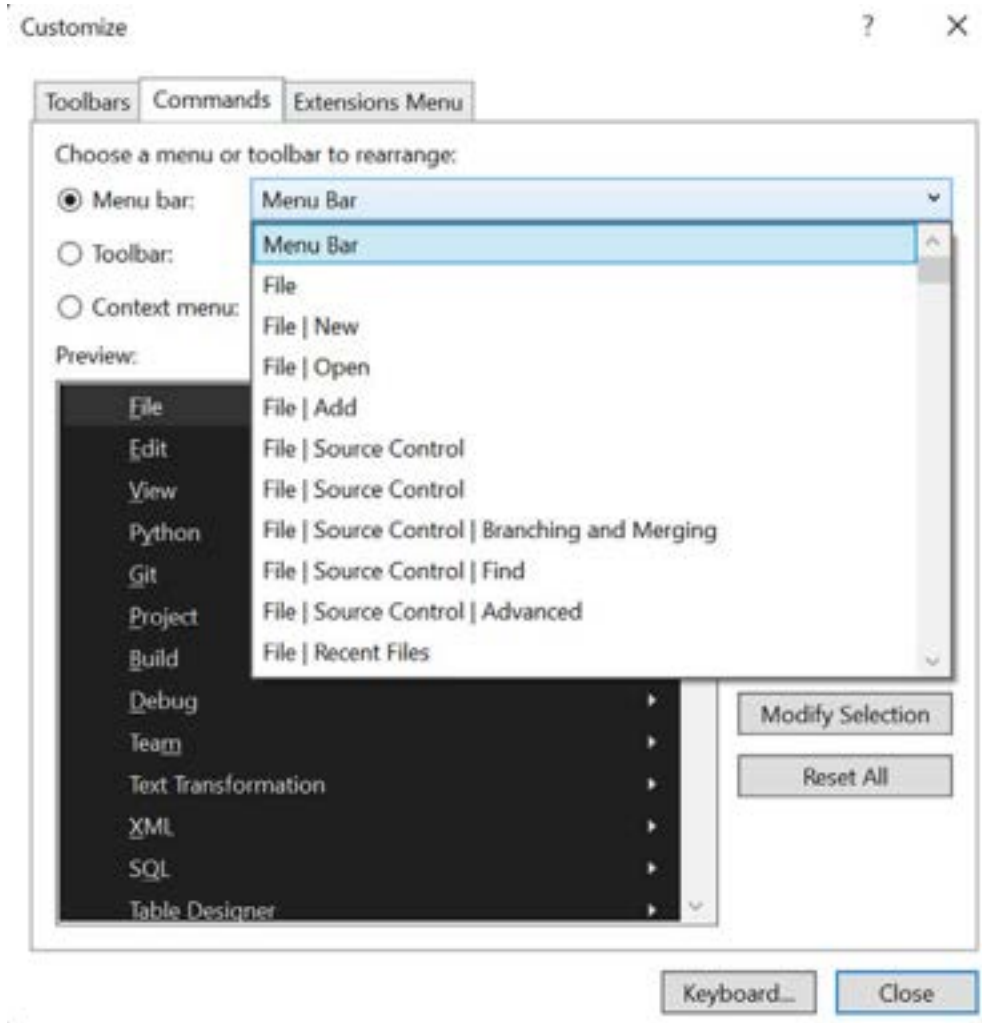 Customize
?
Toolbars Commands Extensions Menu
Choose a menu or toolbar to rearrange:
Menu bar: Menu Bar
Menu Bar
Toolbar:
File
Context menu:
File | New
Preview:
File | Open
File File | Add
Edit File | Source Control
View File | Source Control
Python File | Source Control | Branching and Merging
Git File | Source Control | Find
Project File | Source Control | Advanced
Build File | Recent Files
Debug
Modify Selection
Team
Text Transformation Reset All
XML
SQL
Table Designer
Keyboard... Close